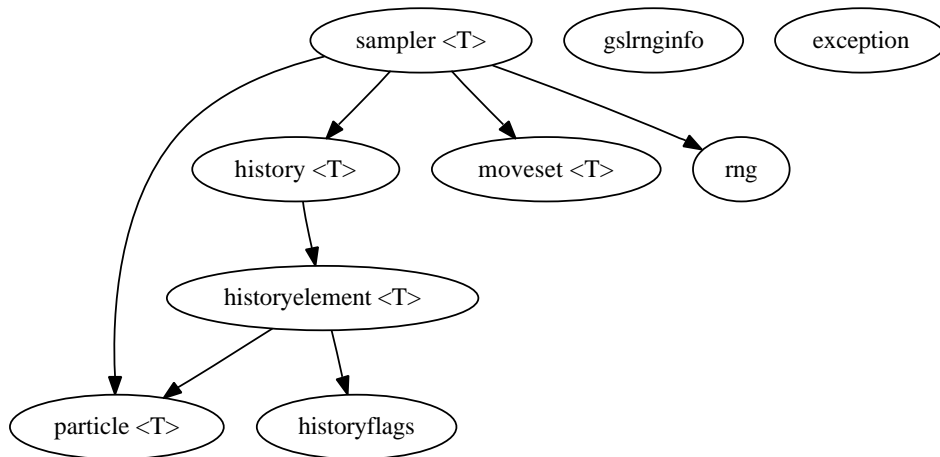 sampler <T>
gslrnginfo
exception
history <T>
moveset <T>
rng
historyelement <T>
particle <T>
historyflags